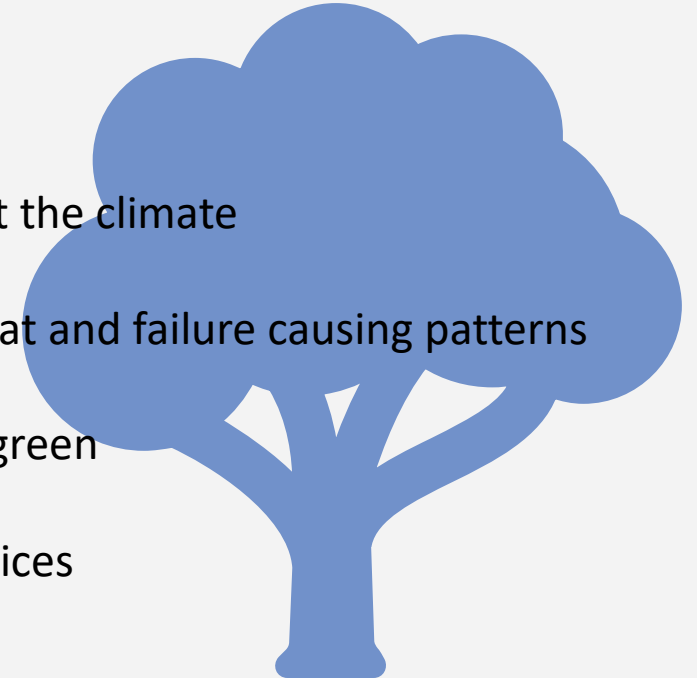 t the climate
at and failure causing patterns
green
ices